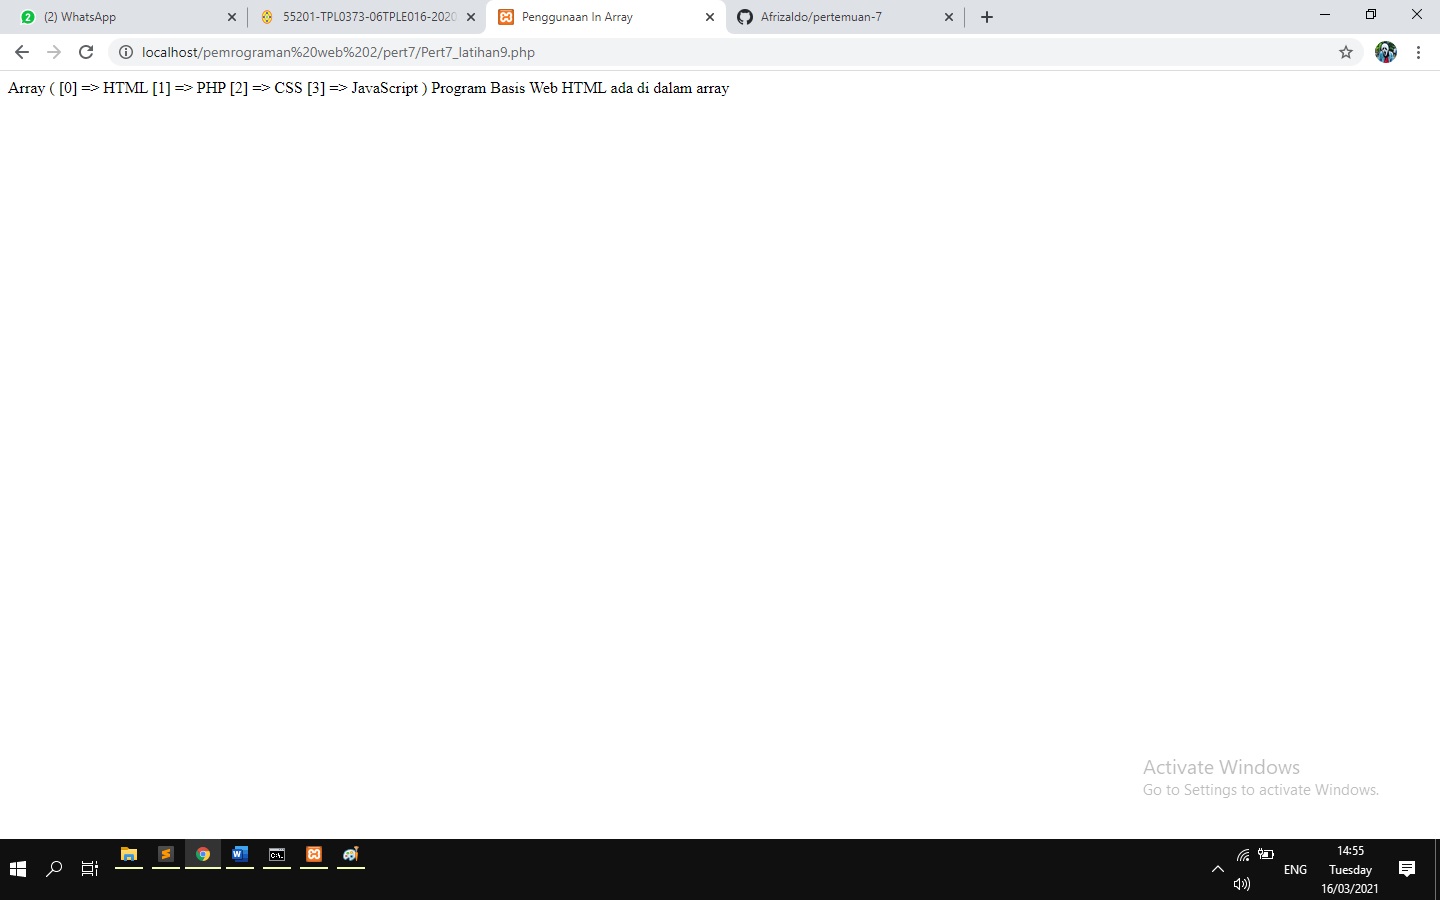 2 (2) WhatsApp
55201-TPL0373-06TPLE016-2020
Penggunaan In Array
Afrizaldo/pertemuan-7
localhost/pemrograman%20web%202/pert7/Pert7_latihan9.php
Array ( [0] => HTML [1] => PHP [2] => CSS [3] => JavaScript ) Program Basis Web HTML ada di dalam array
Activate Windows
Go to Settings to activate Windows.
ENG
14:55
Tuesday
16/03/2021